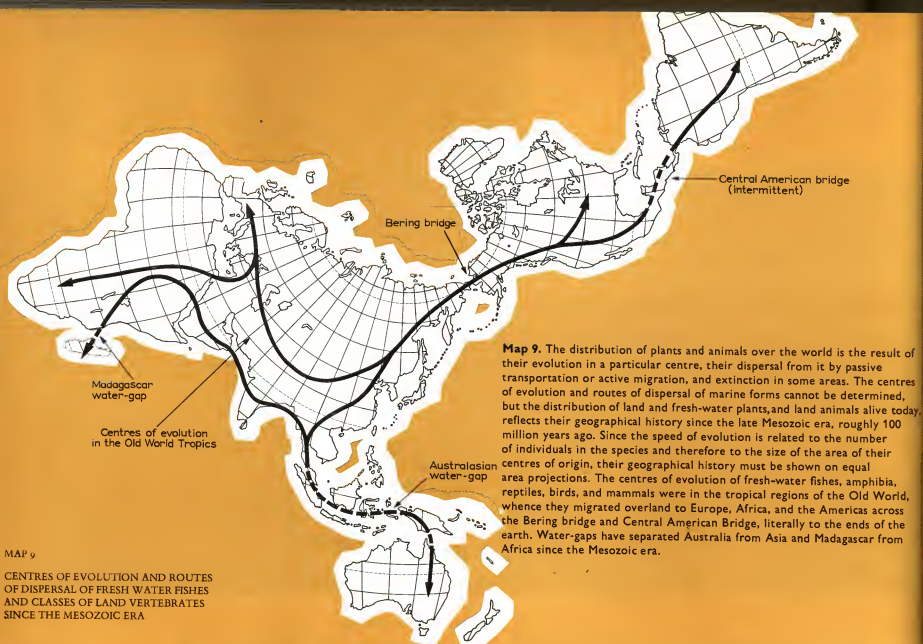 Central American bridge
(intermittent)
Bering bridge
Madagascar
water-gap
Centres of evolution
in the Old World Tropics
Australasian
water-gap
Map 9. The distribution of plants and animals over the world is the result of
their evolution in a particular centre, their dispersal from it by passive
transportation or active migration, and extinction in some areas. The centres
of evolution and routes of dispersal of marine forms cannot be determined,
but the distribution of land and fresh-water plants, and land animals alive today,
reflects their geographical history since the late Mesozoic era, roughly 100
million years ago. Since the speed of evolution is related to the number
of individuals in the species and therefore to the size of the area of their
centres of origin, their geographical history must be shown on equal
area projections. The centres of evolution of fresh-water fishes, amphibia,
reptiles, birds, and mammals were in the tropical regions of the Old World,
whence they migrated overland to Europe, Africa, and the Americas across
the Bering bridge and Central American Bridge, literally to the ends of the
earth. Water-gaps have separated Australia from Asia and Madagascar from
Africa since the Mesozoic era.
MAP 9
CENTRES OF EVOLUTION AND ROUTES
OF DISPERSAL OF FRESH WATER FISHES
AND CLASSES OF LAND VERTEBRATES
SINCE THE MESOZOIC ERA